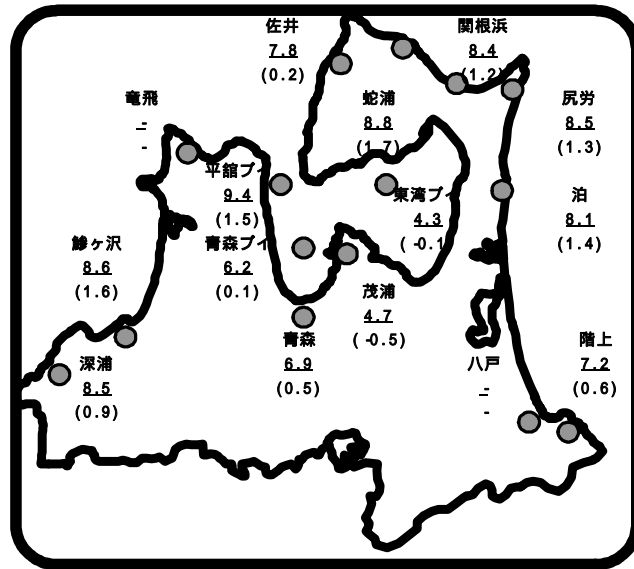 佐井
7.8
(0.2)
関根浜
8.4
(1.2)
竜飛
-
-
蛇浦
8.8
(1.7)
尻労
8.5
(1.3)
平舘ブイ
9.4
(1.5)
東湾ブイ
4.3
( -0.1
泊
8.1
(1.4)
鰺ヶ沢
8.6
(1.6)
青森ブイ
6.2
(0.1)
茂浦
4.7
( -0.5)
青森
6.9
(0.5)
八戸
-
-
階上
7.2
(0.6)
深浦
8.5
(0.9)